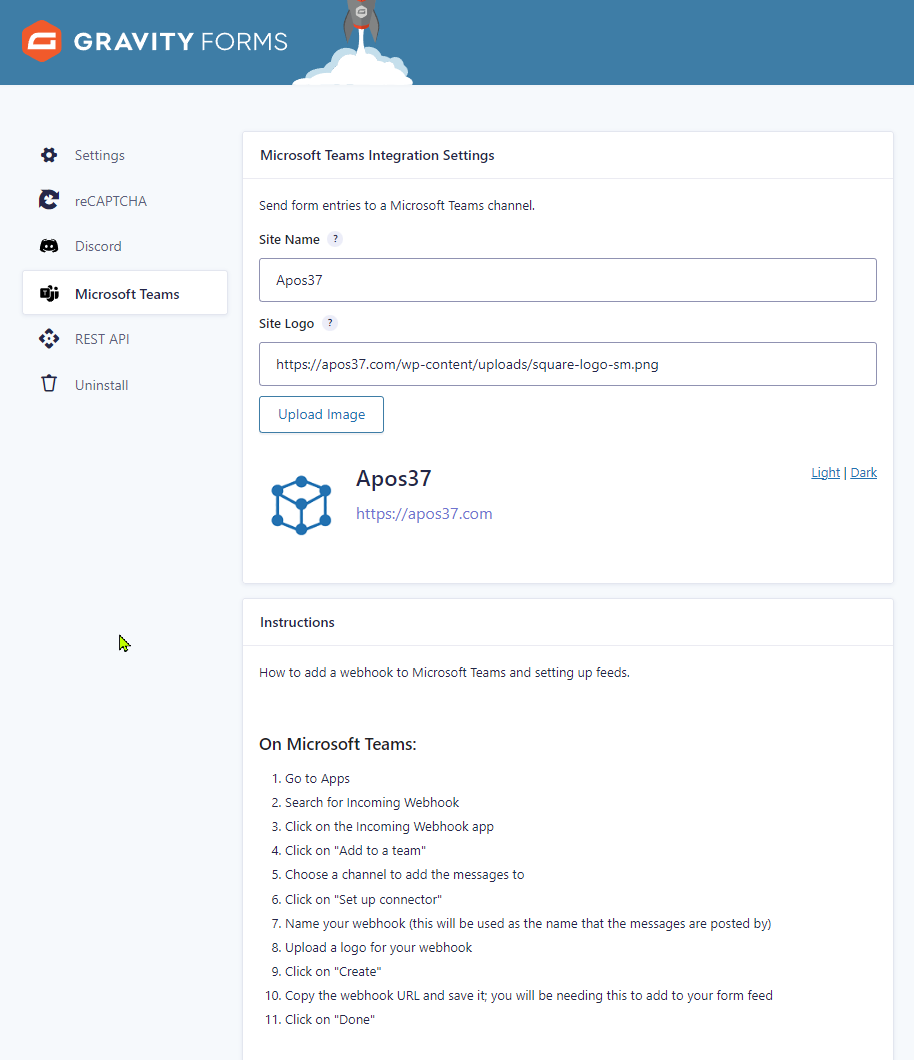 GRAVITY FORMS
Settings
reCAPTCHA
Discord
Microsoft Teams
REST API
Uninstall
Microsoft Teams Integration Settings
Send form entries to a Microsoft Teams channel.
Site Name ?
Apos37
Site Logo ?
https://apos37.com/wp-content/uploads/square-logo-sm.png
Upload Image
Apos37
Light | Dark
https://apos37.com
Instructions
How to add a webhook to Microsoft Teams and setting up feeds.
On Microsoft Teams:
1. Go to Apps
2. Search for Incoming Webhook
3. Click on the Incoming Webhook app
4. Click on "Add to a team"
5. Choose a channel to add the messages to
6. Click on "Set up connector"
7. Name your webhook (this will be used as the name that the messages are posted by)
8. Upload a logo for your webhook
9. Click on "Create"
10. Copy the webhook URL and save it; you will be needing this to add to your form feed
11. Click on "Done"